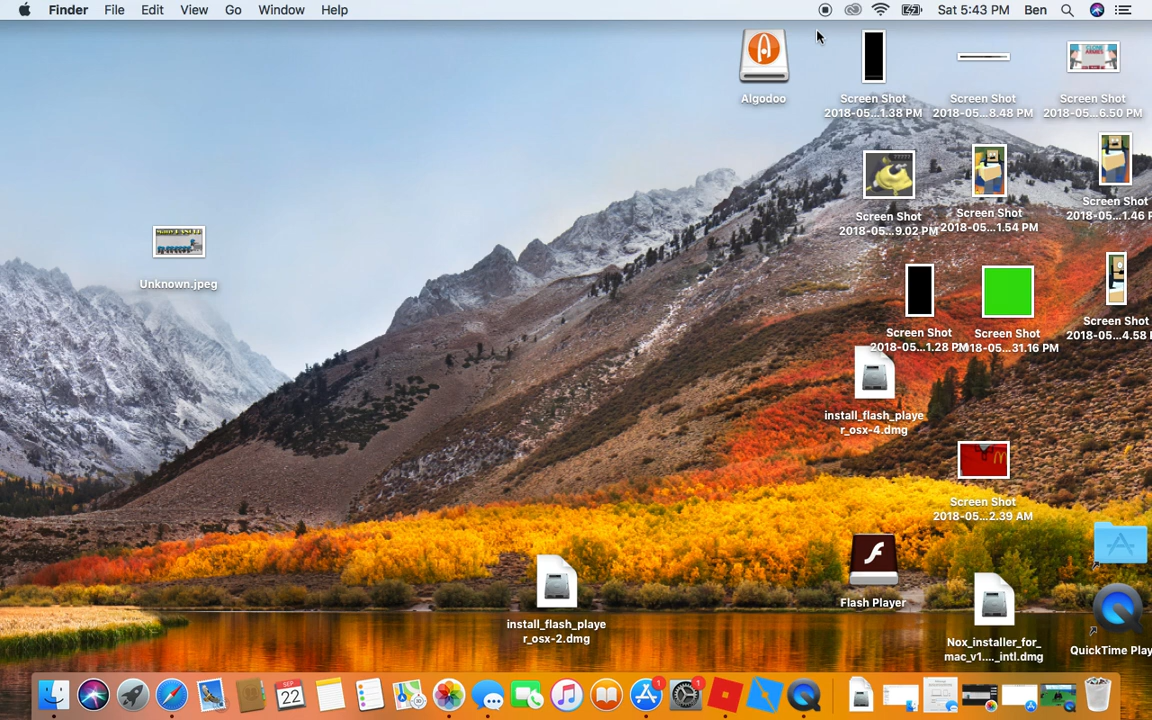 Finder File Edit View Go Window Help Sat 5:43 PM Ben
Algodoo
Screen Shot
2018-05...1.38 PM
Screen Shot
2018-05...8.48 PM
Screen Shot
2018-05...6.50 PM
Screen Shot
2018-05...9.02 PM
Screen Shot
2018-05...1.54 PM
Screen Shot
2018-05...1.46 P
Unknown.jpeg
Screen Shot
2018-05...1.28 PM
Screen Shot
31.16 PM
Screen Shot
2018-05...4.58 P
install_flash_playe
r_osx-4.dmg
Screen Shot
2018-05...2.39 AM
Flash Player
install_flash_playe
r_osx-2.dmg
Nox_installer_for_
mac_v1...._intl.dmg
QuickTime Play
SEP
22
1
1